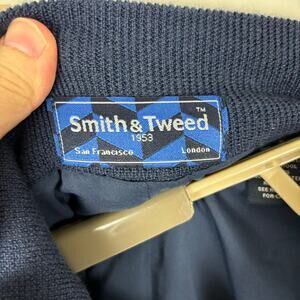 Smith & Tweed™
1953
San Francisco London